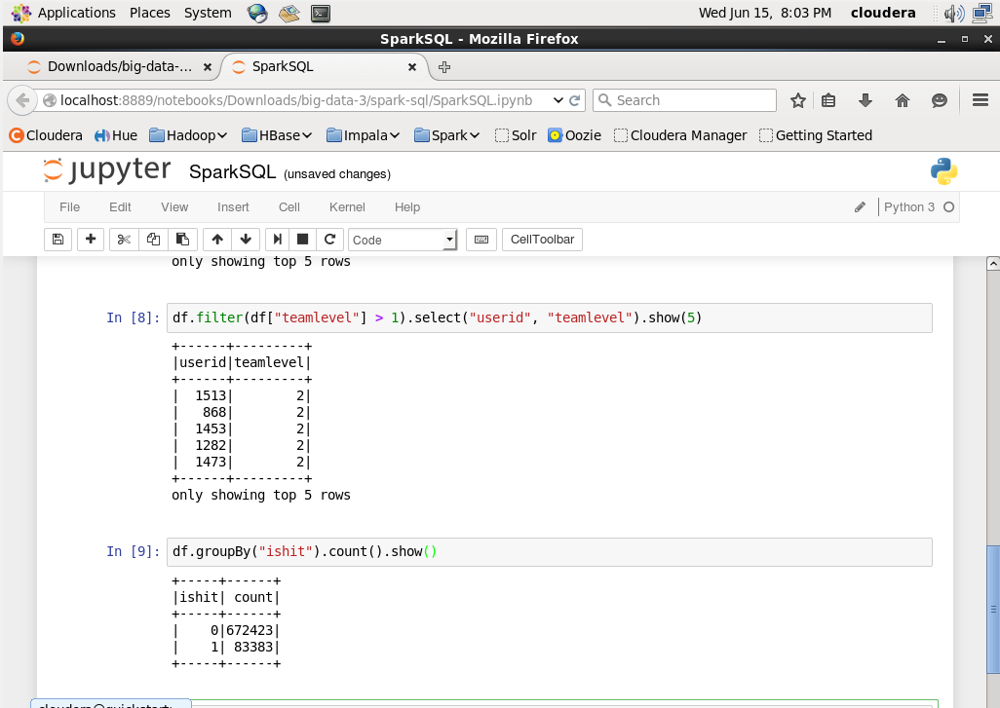 Applications Places System Wed Jun 15, 8:03 PM cloudera
SparkSQL - Mozilla Firefox
Downloads/big-data-... SparkSQL
localhost:8889/notebooks/Downloads/big-data-3/spark-sql/SparkSQL.ipynb Search
Cloudera Hue Hadoop HBase Impala Spark Solr Oozie Cloudera Manager Getting Started
jupyter SparkSQL (unsaved changes)
File Edit View Insert Cell Kernel Help Python 3
Code CellToolbar
only showing top 5 rows
In [8]: df.filter(df["teamlevel"] > 1).select("userid", "teamlevel").show(5)
+------+---------+
|userid|teamlevel|
+------+---------+
|  1513|        2|
|   868|        2|
|  1453|        2|
|  1282|        2|
|  1473|        2|
+------+---------+
only showing top 5 rows
In [9]: df.groupBy("ishit").count().show()
+-----+------+
|ishit| count|
+-----+------+
|    0|672423|
|    1| 83383|
+-----+------+
cloudera@quickstart: